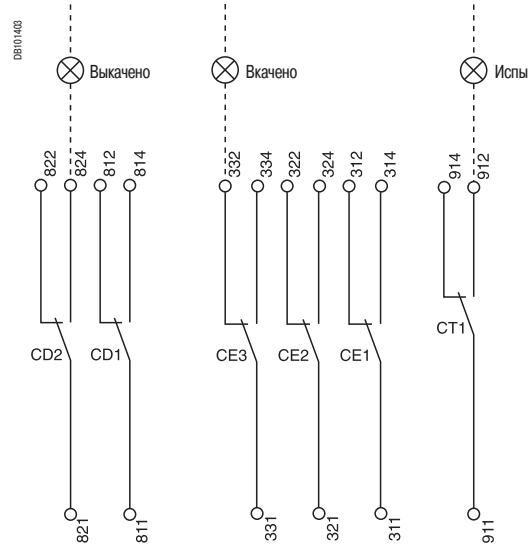 DB101403
Выкачено
Вкачено
Испы
822
824
812
814
332
334
322
324
312
314
914
912
CD2
CD1
CE3
CE2
CE1
CT1
821
811
331
321
311
911